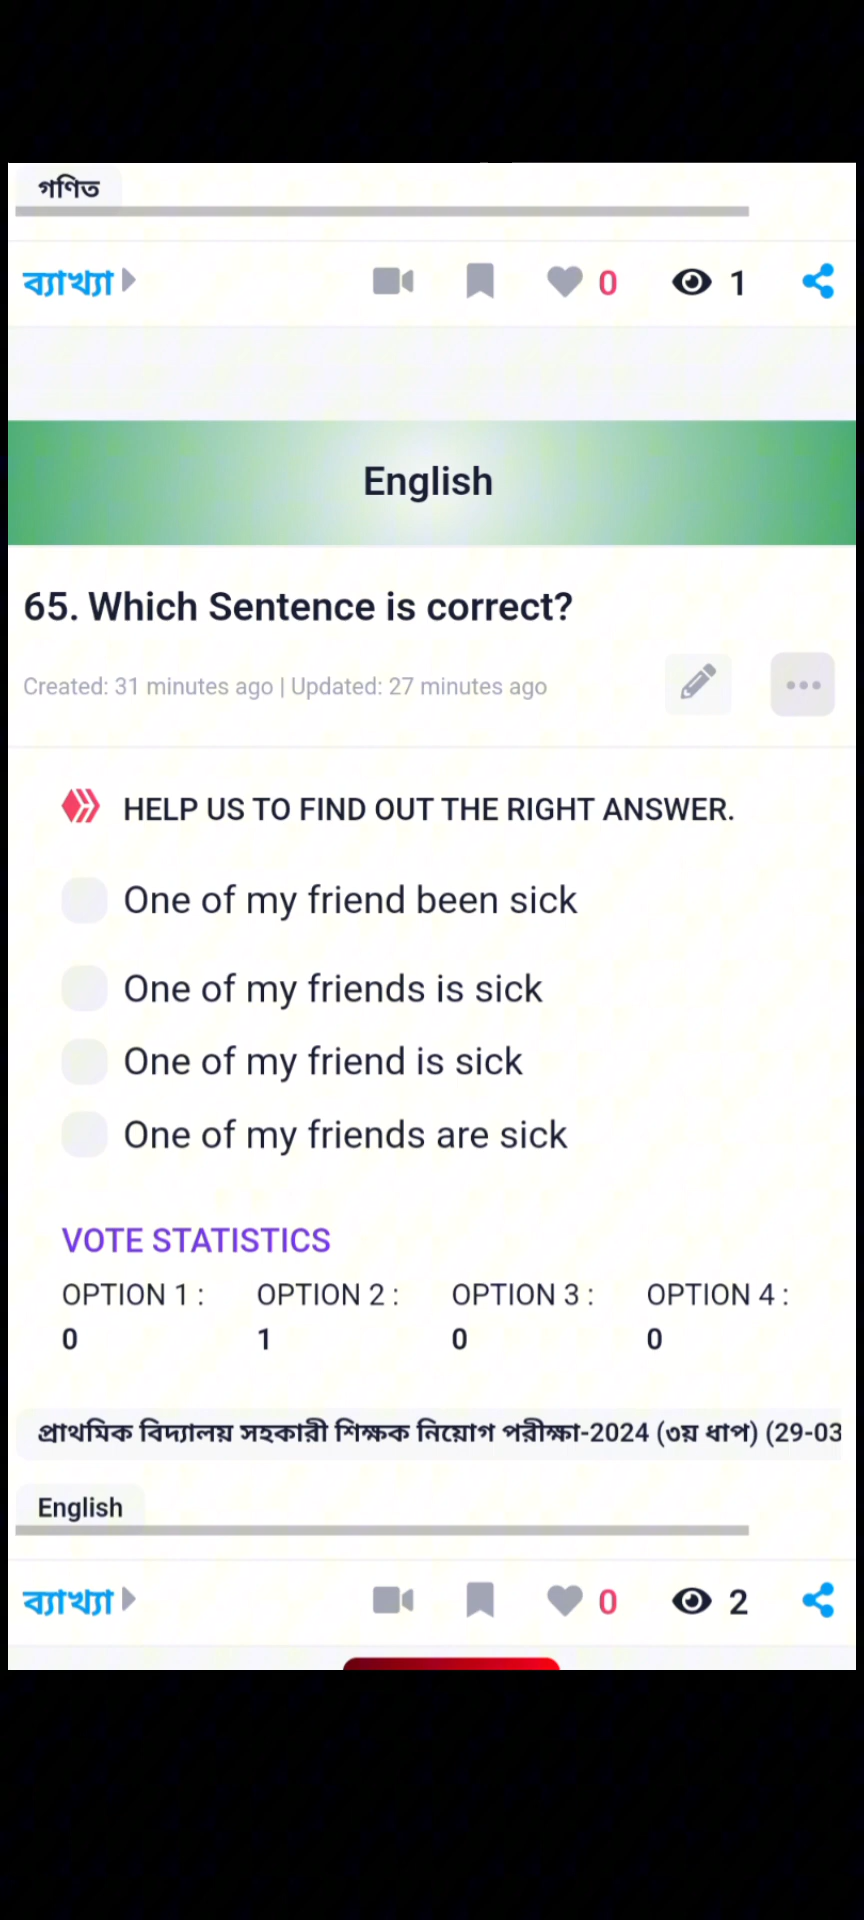 গণিত
ব্যাখ্যা 0 1
English
65. Which Sentence is correct?
Created: 31 minutes ago | Updated: 27 minutes ago
HELP US TO FIND OUT THE RIGHT ANSWER.
One of my friend been sick
One of my friends is sick
One of my friend is sick
One of my friends are sick
VOTE STATISTICS
OPTION 1 : OPTION 2 : OPTION 3 : OPTION 4 :
0 1 0 0
প্রাথমিক বিদ্যালয় সহকারী শিক্ষক নিয়োগ পরীক্ষা-2024 (৩য় ধাপ) (29-03
English
ব্যাখ্যা 0 2